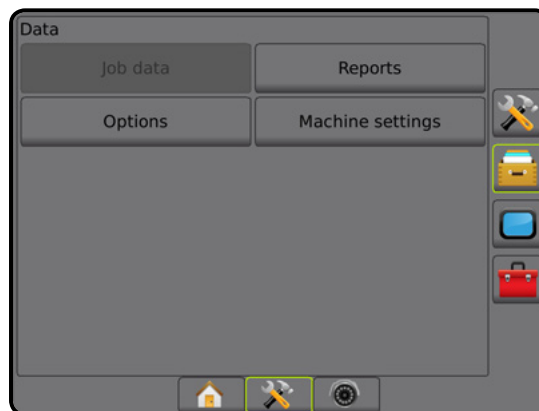 Data
Job data
Reports
Options
Machine settings